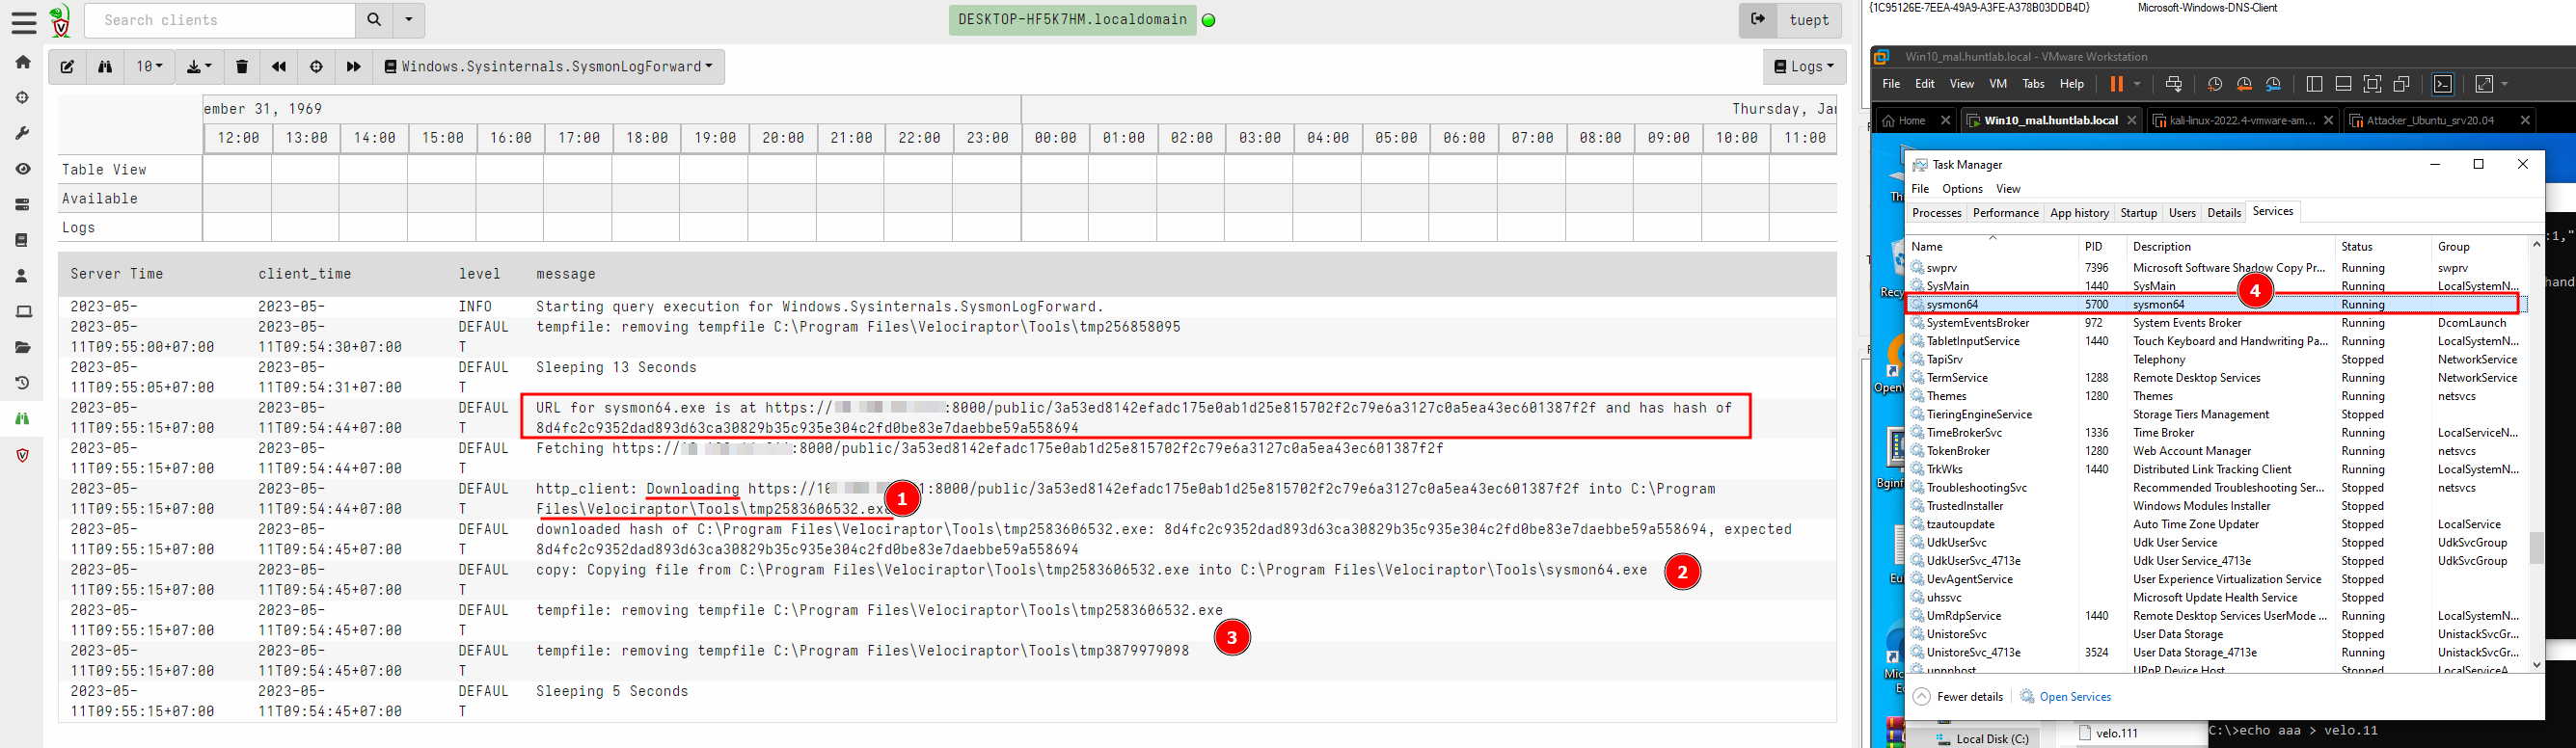 Search clients
DESKTOP-HF5K7HM.localdomain
tuept
10
Windows.Sysinternals.SysmonLogForward
Logs
ember 31, 1969
Thursday, Jan
12:00 13:00 14:00 15:00 16:00 17:00 18:00 19:00 20:00 21:00 22:00 23:00 00:00 01:00 02:00 03:00 04:00 05:00 06:00 07:00 08:00 09:00 10:00 11:00
Table View
Available
Logs
Server Time client_time level message
2023-05- 2023-05- INFO Starting query execution for Windows.Sysinternals.SysmonLogForward.
2023-05- 2023-05- DEFAUL tempfile: removing tempfile C:\Program Files\Velociraptor\Tools\tmp256858095
11T09:55:00+07:00 11T09:54:30+07:00 T
2023-05- 2023-05- DEFAUL Sleeping 13 Seconds
11T09:55:05+07:00 11T09:54:31+07:00 T
2023-05- 2023-05- DEFAUL URL for sysmon64.exe is at https:// :8000/public/3a53ed8142efadc175e0ab1d25e815702f2c79e6a3127c0a5ea43ec601387f2f and has hash of
11T09:55:15+07:00 11T09:54:44+07:00 T 8d4fc2c9352dad893d63ca30829b35c935e304c2fd0be83e7daebbe59a558694
2023-05- 2023-05- DEFAUL Fetching https:// :8000/public/3a53ed8142efadc175e0ab1d25e815702f2c79e6a3127c0a5ea43ec601387f2f
11T09:55:15+07:00 11T09:54:44+07:00 T
2023-05- 2023-05- DEFAUL http_client: Downloading https://10 1:8000/public/3a53ed8142efadc175e0ab1d25e815702f2c79e6a3127c0a5ea43ec601387f2f into C:\Program
11T09:55:15+07:00 11T09:54:44+07:00 T Files\Velociraptor\Tools\tmp2583606532.exe
1
2023-05- 2023-05- DEFAUL downloaded hash of C:\Program Files\Velociraptor\Tools\tmp2583606532.exe: 8d4fc2c9352dad893d63ca30829b35c935e304c2fd0be83e7daebbe59a558694, expected
11T09:55:15+07:00 11T09:54:45+07:00 T 8d4fc2c9352dad893d63ca30829b35c935e304c2fd0be83e7daebbe59a558694
2023-05- 2023-05- DEFAUL copy: Copying file from C:\Program Files\Velociraptor\Tools\tmp2583606532.exe into C:\Program Files\Velociraptor\Tools\sysmon64.exe
2
11T09:55:15+07:00 11T09:54:45+07:00 T
2023-05- 2023-05- DEFAUL tempfile: removing tempfile C:\Program Files\Velociraptor\Tools\tmp2583606532.exe
11T09:55:15+07:00 11T09:54:45+07:00 T
3
2023-05- 2023-05- DEFAUL tempfile: removing tempfile C:\Program Files\Velociraptor\Tools\tmp3879979098
11T09:55:15+07:00 11T09:54:45+07:00 T
2023-05- 2023-05- DEFAUL Sleeping 5 Seconds
11T09:55:15+07:00 11T09:54:45+07:00 T
{1C95126E-7EEA-49A9-A3FE-A378B03DDB4D} Microsoft-Windows-DNS-Client
Win10_mal.huntlab.local - VMware Workstation
File Edit View VM Tabs Help
Home Win10_mal.huntlab.local kali-linux-2022.4-vmware-am... Attacker_Ubuntu_srv20.04
Task Manager
File Options View
Processes Performance App history Startup Users Details Services
Name PID Description Status Group
swprv 7396 Microsoft Software Shadow Copy Pr... Running swprv
SysMain 1440 SysMain Running LocalSystemN...
4
sysmon64 5700 sysmon64 Running
SystemEventsBroker 972 System Events Broker Running DcomLaunch
TabletInputService 1440 Touch Keyboard and Handwriting Pa... Running LocalSystemN...
TapiSrv Telephony Stopped NetworkService
TermService 1288 Remote Desktop Services Running NetworkService
Themes 1280 Themes Running netsvcs
TieringEngineService Storage Tiers Management Stopped
TimeBrokerSvc 1336 Time Broker Running LocalServiceN...
TokenBroker 1280 Web Account Manager Running netsvcs
TrkWks 1440 Distributed Link Tracking Client Running LocalSystemN...
TroubleshootingSvc Recommended Troubleshooting Ser... Stopped netsvcs
TrustedInstaller Windows Modules Installer Stopped
tzautoupdate Auto Time Zone Updater Stopped LocalService
UdkUserSvc Udk User Service Stopped UdkSvcGroup
UdkUserSvc_4713e Udk User Service_4713e Stopped UdkSvcGroup
UevAgentService User Experience Virtualization Service Stopped
uhssvc Microsoft Update Health Service Stopped
UmRdpService 1440 Remote Desktop Services UserMode ... Running LocalSystemN...
UnistoreSvc User Data Storage Stopped UnistackSvcGr...
UnistoreSvc_4713e 3524 User Data Storage_4713e Running UnistackSvcGr...
upnphost UPnP Device Host Stopped LocalServiceA...
Fewer details Open Services
Local Disk (C:) velo.111 C:\>echo aaa > velo.11